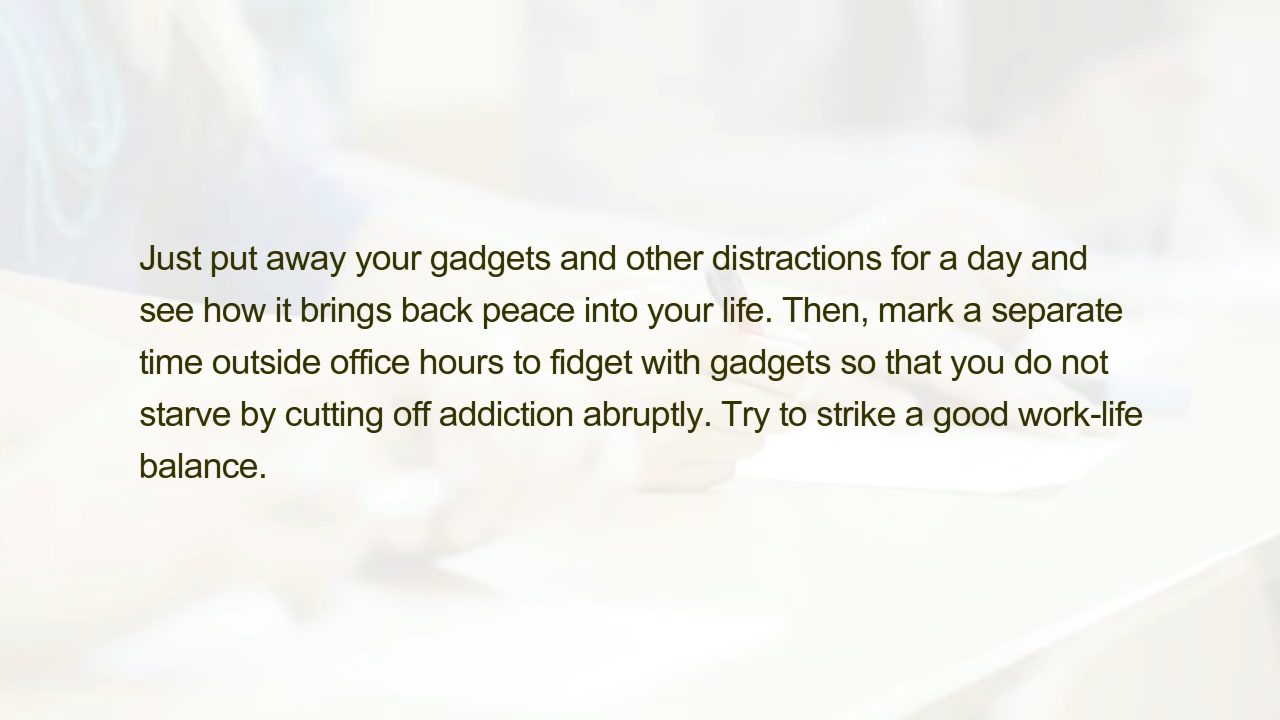 Just put away your gadgets and other distractions for a day and
see how it brings back peace into your life. Then, mark a separate
time outside office hours to fidget with gadgets so that you do not
starve by cutting off addiction abruptly. Try to strike a good work-life
balance.